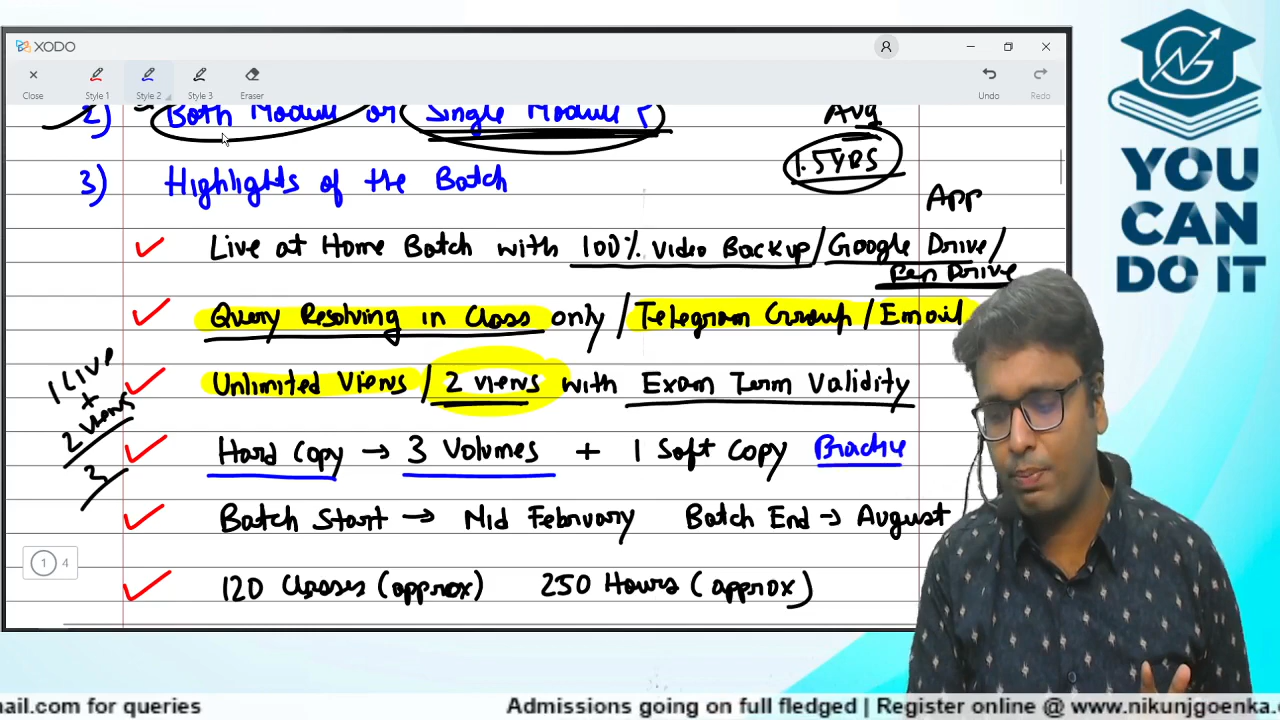 XODO
Close
Style 1
Style 2
Style 3
Eraser
Undo
Redo
2) Both Module or Single Module ?
Avg
1.5 YRS
3) Highlights of the Batch
App
Live at Home Batch with 100% Video Backup/Google Drive/
Pen Drive
Query Resolving in Class only / Telegram Group / Email
Unlimited Views / 2 views with Exam Term Validity
1 Live
+
2 views
3
Hard Copy → 3 Volumes + 1 Soft Copy
Batch Start → Mid February Batch End → August
1 4
120 Classes (approx) 250 Hours (approx)
YOU
CAN
DO IT
mail.com for queries
Admissions going on full fledged | Register online @ www.nikunjgoenka.c